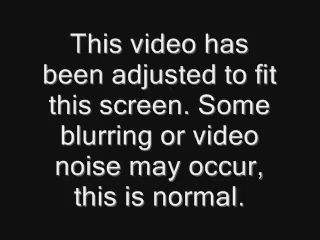 This video has
been adjusted to fit
this screen. Some
blurring or video
noise may occur,
this is normal.